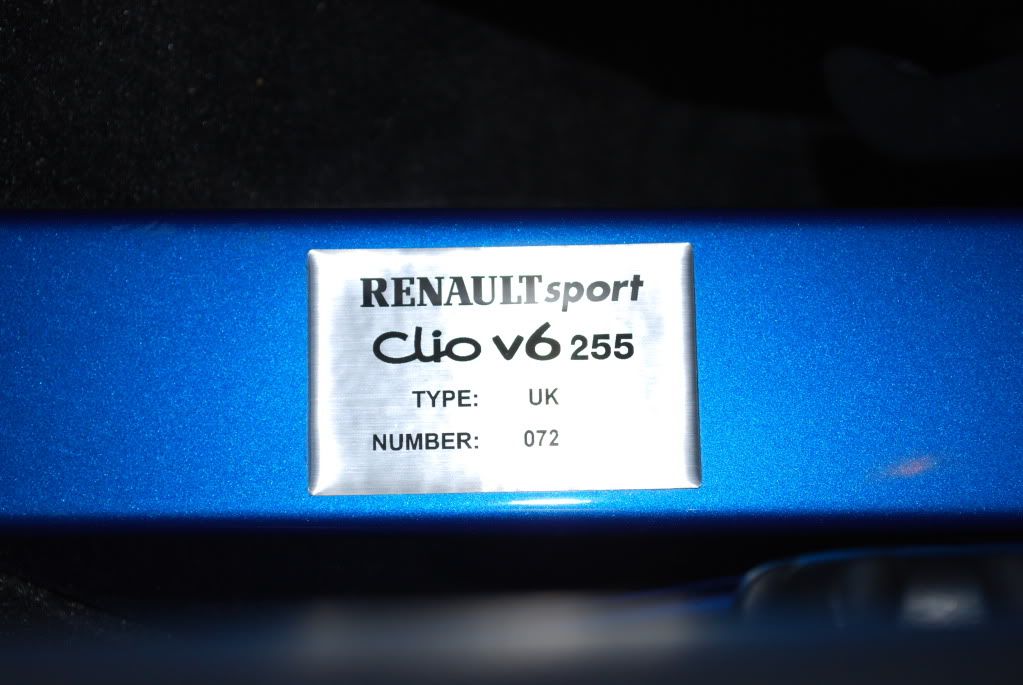 RENAULTsport
Clio v6 255
TYPE: UK
NUMBER: 072